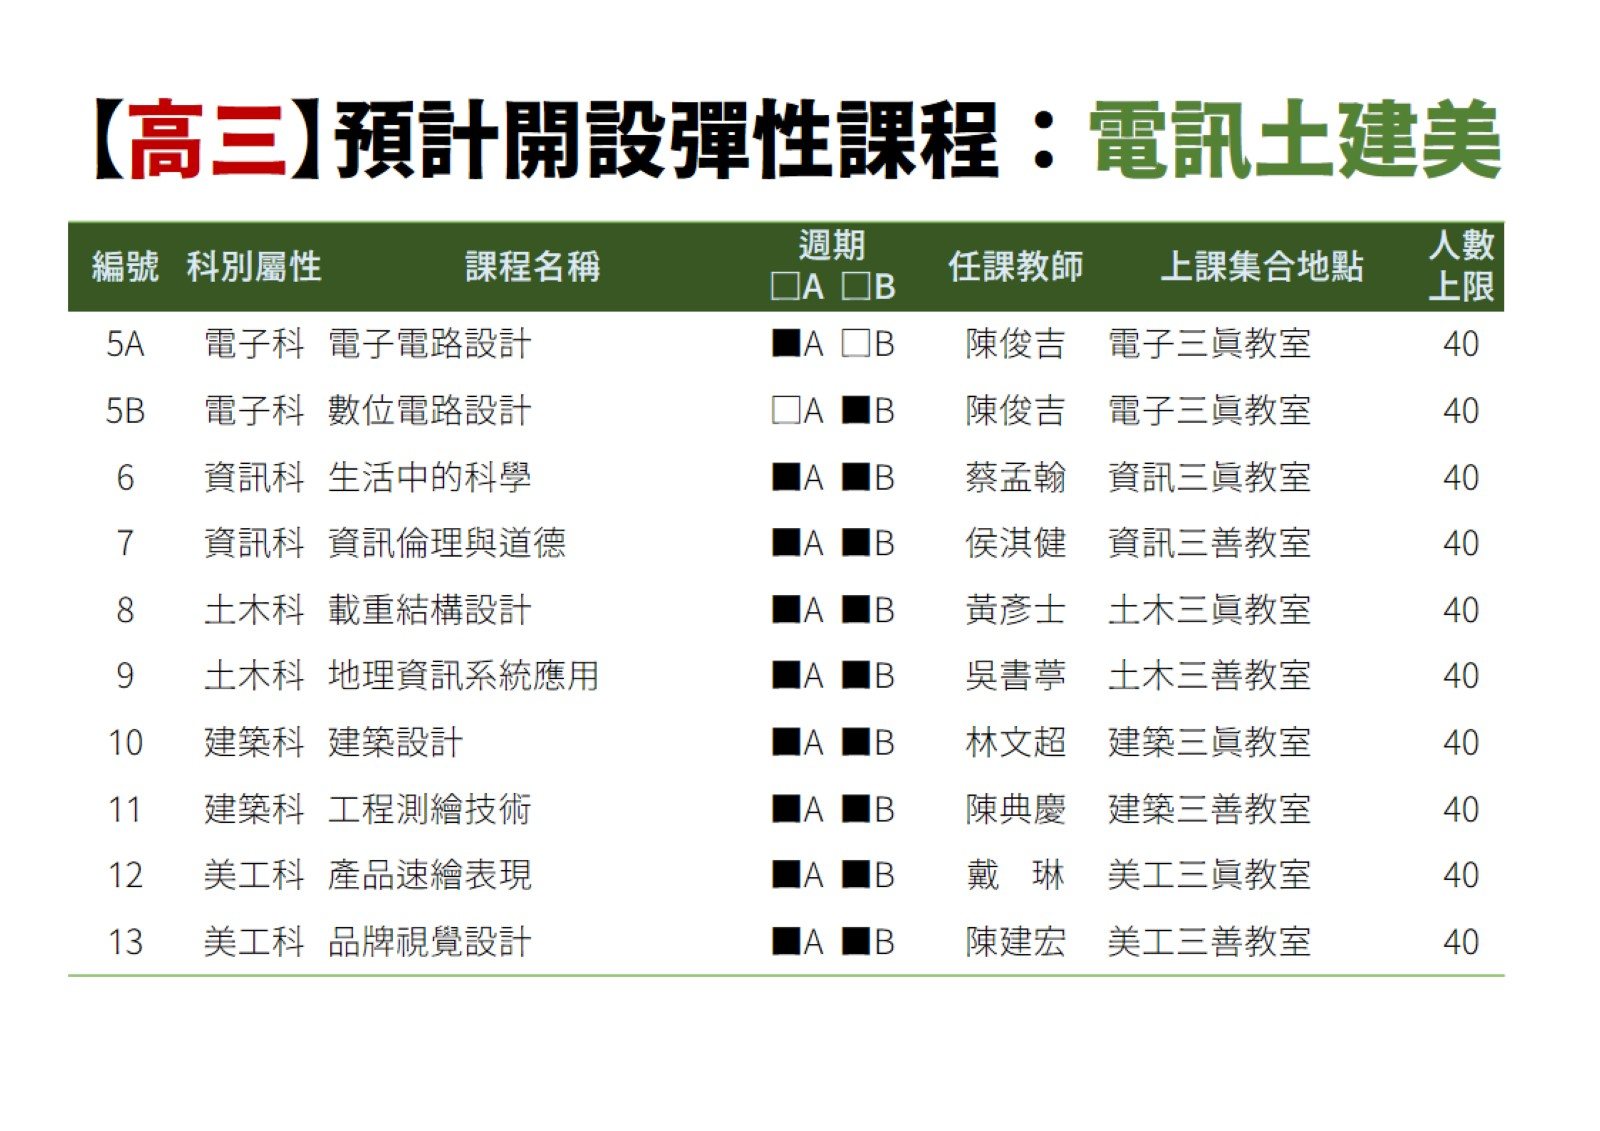 【高三】預計開設彈性課程：電訊土建美
編號 科別屬性 課程名稱 週期 □A □B 任課教師 上課集合地點 人數上限
5A 電子科 電子電路設計 ■A □B 陳俊吉 電子三真教室 40
5B 電子科 數位電路設計 □A ■B 陳俊吉 電子三真教室 40
6 資訊科 生活中的科學 ■A ■B 蔡孟翰 資訊三真教室 40
7 資訊科 資訊倫理與道德 ■A ■B 侯淇健 資訊三善教室 40
8 土木科 載重結構設計 ■A ■B 黃彥士 土木三真教室 40
9 土木科 地理資訊系統應用 ■A ■B 吳書葶 土木三善教室 40
10 建築科 建築設計 ■A ■B 林文超 建築三真教室 40
11 建築科 工程測繪技術 ■A ■B 陳典慶 建築三善教室 40
12 美工科 產品速繪表現 ■A ■B 戴　琳 美工三真教室 40
13 美工科 品牌視覺設計 ■A ■B 陳建宏 美工三善教室 40